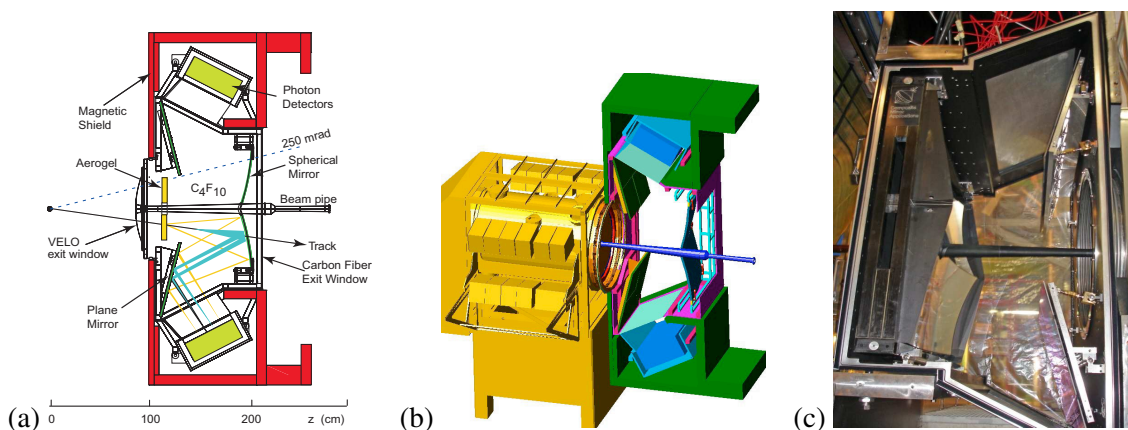 Photon
Detectors
Magnetic
Shield
250 mrad
Aerogel
Spherical
Mirror
C4F10
Beam pipe
VELO
exit window
Track
Carbon Fiber
Exit Window
Plane
Mirror
0 100 200 z (cm)
(a)
(b)
(c)